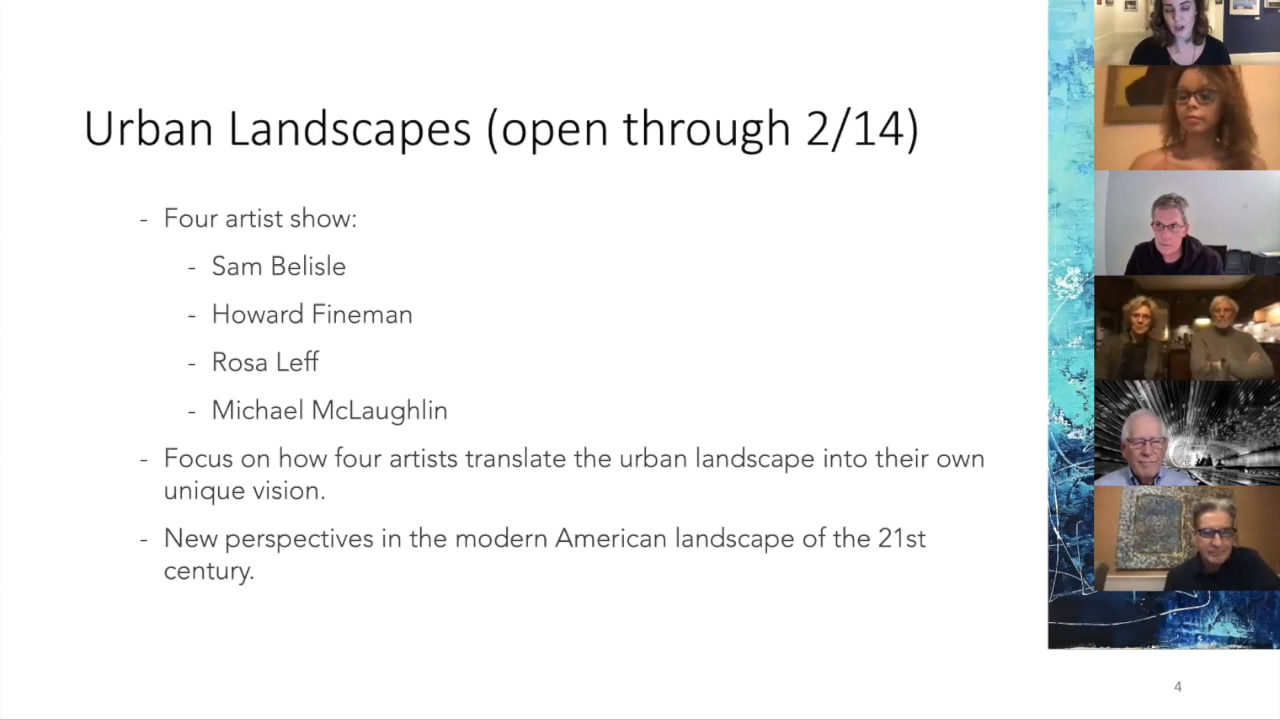 Urban Landscapes (open through 2/14)
- Four artist show:
- Sam Belisle
- Howard Fineman
- Rosa Leff
- Michael McLaughlin
- Focus on how four artists translate the urban landscape into their own
unique vision.
- New perspectives in the modern American landscape of the 21st
century.
4